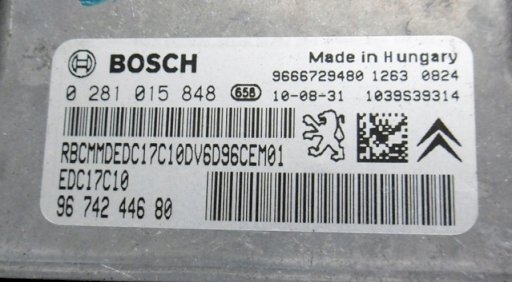 BOSCH
Made in Hungary
9666729480 1263 0824
0 281 015 848 658 10-08-31 1039S39314
RBCMMDEDC17C10DV6D96CEM01
EDC17C10
96 742 446 80